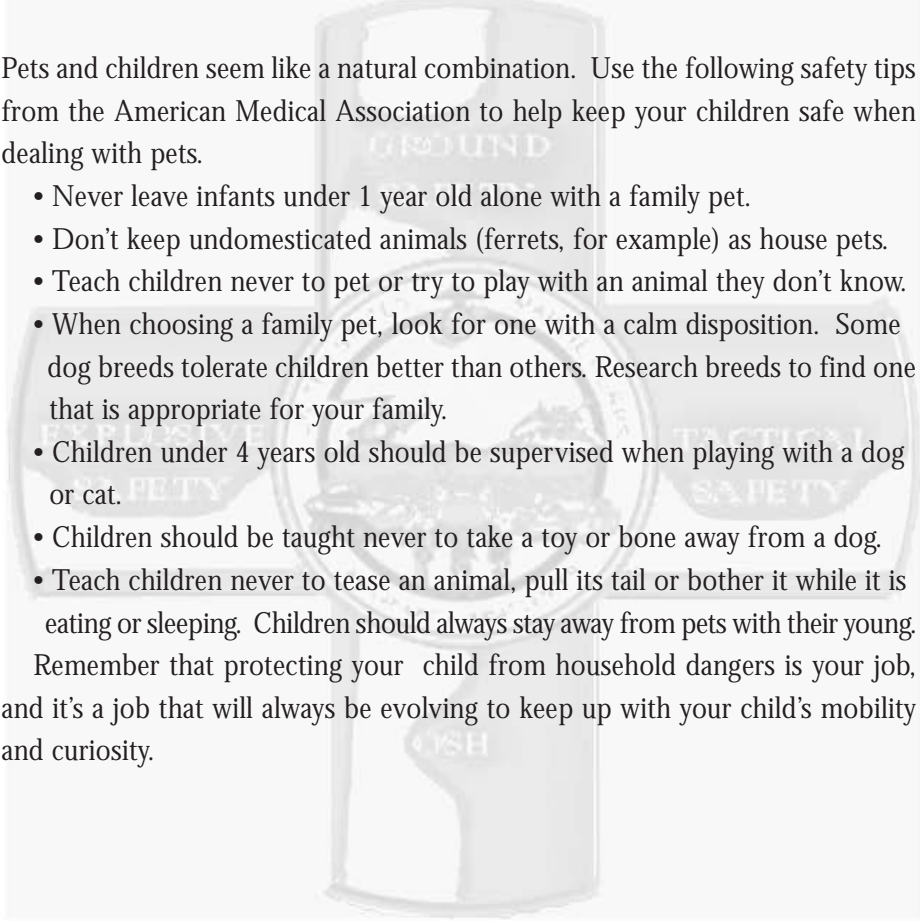 Pets and children seem like a natural combination.  Use the following safety tips
from the American Medical Association to help keep your children safe when
dealing with pets.
GROUND
SAFETY
• Never leave infants under 1 year old alone with a family pet.
• Don't keep undomesticated animals (ferrets, for example) as house pets.
• Teach children never to pet or try to play with an animal they don't know.
• When choosing a family pet, look for one with a calm disposition.  Some
dog breeds tolerate children better than others. Research breeds to find one
that is appropriate for your family.
EXPLOSIVE
SAFETY
TACTICAL
SAFETY
• Children under 4 years old should be supervised when playing with a dog
or cat.
• Children should be taught never to take a toy or bone away from a dog.
• Teach children never to tease an animal, pull its tail or bother it while it is
eating or sleeping.  Children should always stay away from pets with their young.
Remember that protecting your  child from household dangers is your job,
and it's a job that will always be evolving to keep up with your child's mobility
and curiosity.
OSH